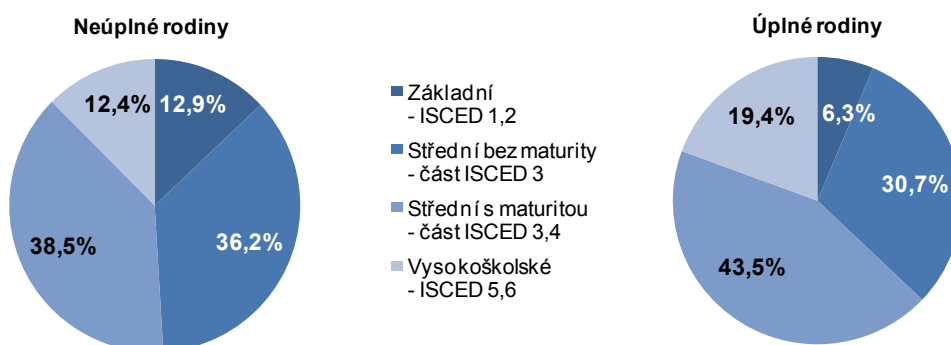 Neúplné rodiny
12,4%
12,9%
36,2%
38,5%
Základní
- ISCED 1,2
Střední bez maturity
- část ISCED 3
Střední s maturitou
- část ISCED 3,4
Vysokoškolské
- ISCED 5,6
Úplné rodiny
6,3%
19,4%
30,7%
43,5%